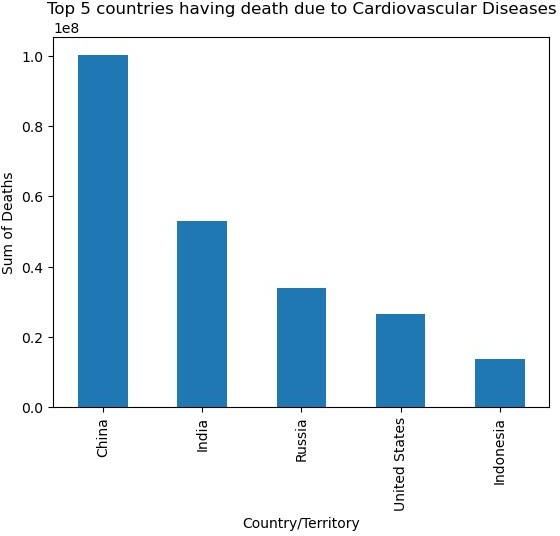 Top 5 countries having death due to Cardiovascular Diseases
1e8
1.0
0.8
0.6
0.4
0.2
0.0
Sum of Deaths
China
India
Russia
United States
Indonesia
Country/Territory